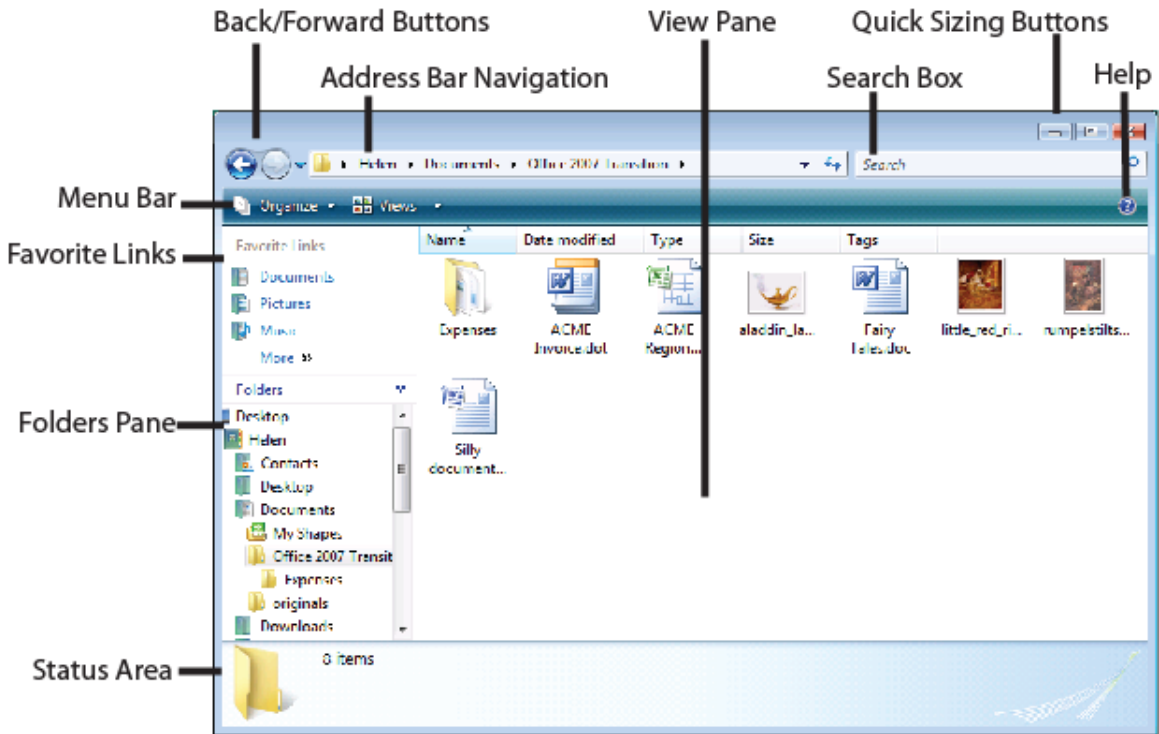 Back/Forward Buttons
View Pane
Quick Sizing Buttons
Address Bar Navigation
Search Box
Help
Helen Documents Office 2007 Transition
Search
Menu Bar
Organize Views
Favorite Links
Favorite Links
Name Date modified Type Size Tags
Documents
Pictures
Music
More »
Expenses
ACME
Invoice.dot
ACME
Region...
aladdin_la...
Fairy
Tales.doc
little_red_ri...
rumpelstilts...
Folders
Folders Pane
Desktop
Helen
Contacts
Desktop
Documents
My Shapes
Office 2007 Transit
Expenses
originals
Downloads
Silly
document...
Status Area
8 items